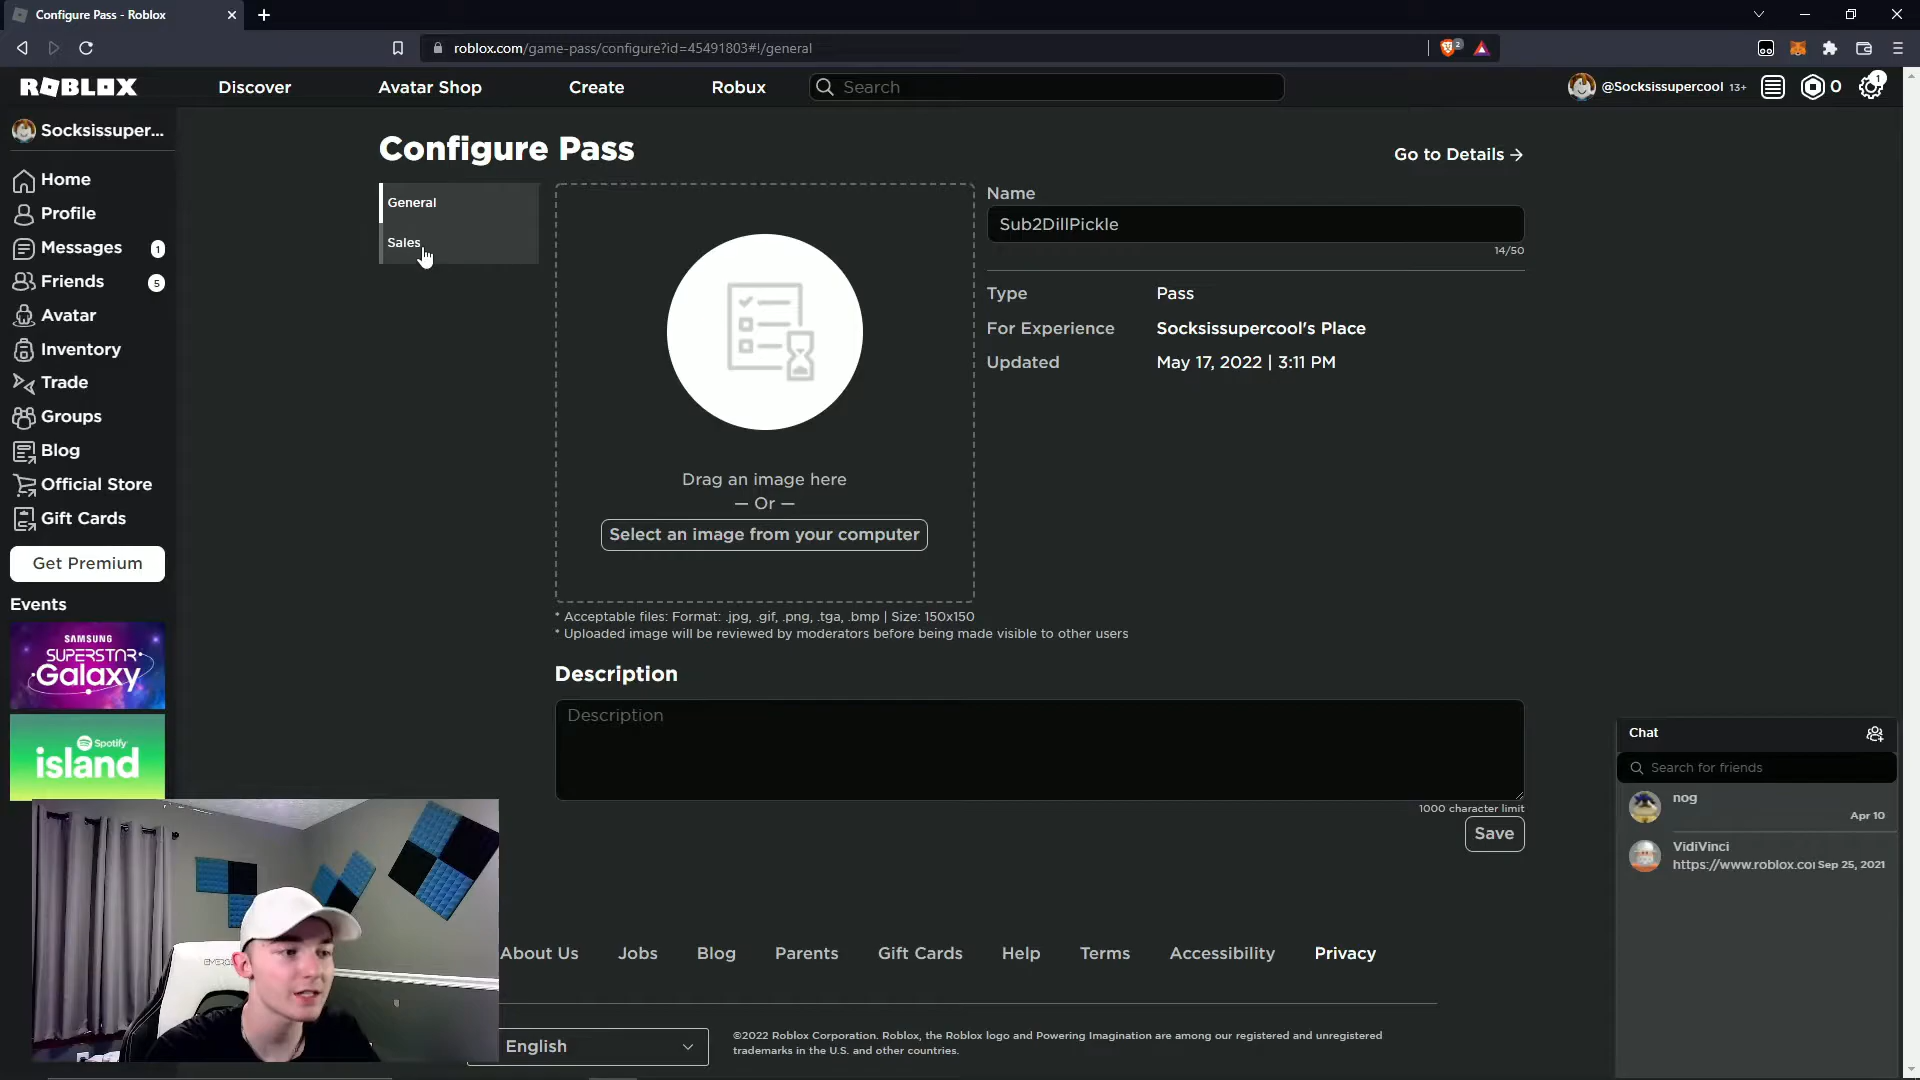 Configure Pass - Roblox
roblox.com/game-pass/configure?id=45491803#!/general
2
ROBLOX
Discover
Avatar Shop
Create
Robux
Search
@Socksissupercool 13+
0
1
Socksissuper...
Home
Profile
Messages 1
Friends 5
Avatar
Inventory
Trade
Groups
Blog
Official Store
Gift Cards
Get Premium
Events
SAMSUNG
SUPERSTAR
Galaxy
Spotify
island
Configure Pass
Go to Details →
General
Sales
Drag an image here
— Or —
Select an image from your computer
* Acceptable files: Format: .jpg, .gif, .png, .tga, .bmp | Size: 150x150
* Uploaded image will be reviewed by moderators before being made visible to other users
Name
Sub2DillPickle
14/50
Type Pass
For Experience Socksissupercool's Place
Updated May 17, 2022 | 3:11 PM
Description
Description
1000 character limit
Save
Chat
Search for friends
nog
Apr 10
VidiVinci
https://www.roblox.co Sep 25, 2021
About Us
Jobs
Blog
Parents
Gift Cards
Help
Terms
Accessibility
Privacy
English
©2022 Roblox Corporation. Roblox, the Roblox logo and Powering Imagination are among our registered and unregistered
trademarks in the U.S. and other countries.